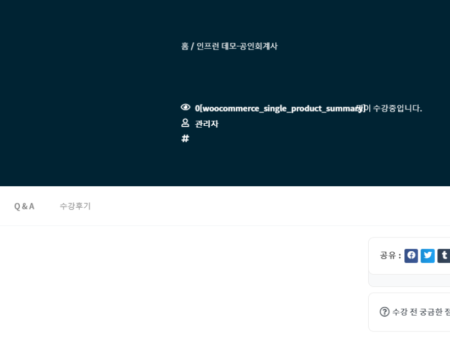 홈 / 인프런 데모-공인회계사
0[woocommerce_single_product_summary] 이 수강중입니다.
관리자
#
Q & A 수강후기
공유 :
수강 전 궁금한